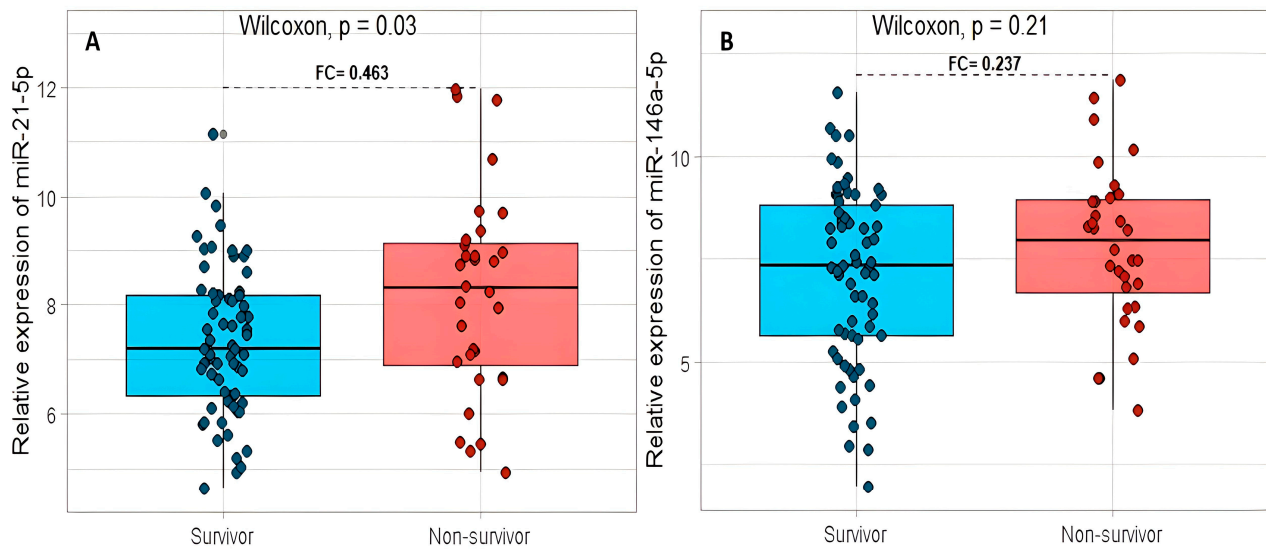 A
Wilcoxon, p = 0.03
FC= 0.463
Relative expression of miR-21-5p
12
10
8
6
Survivor
Non-survivor
B
Wilcoxon, p = 0.21
FC= 0.237
Relative expression of miR-146a-5p
10
5
Survivor
Non-survivor